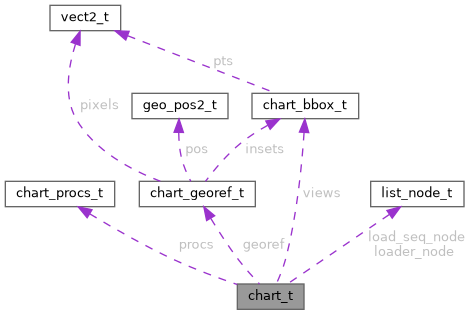 vect2_t
pts
pixels
geo_pos2_t
chart_bbox_t
pos
insets
chart_procs_t
chart_georef_t
views
list_node_t
procs
georef
load_seq_node
loader_node
chart_t